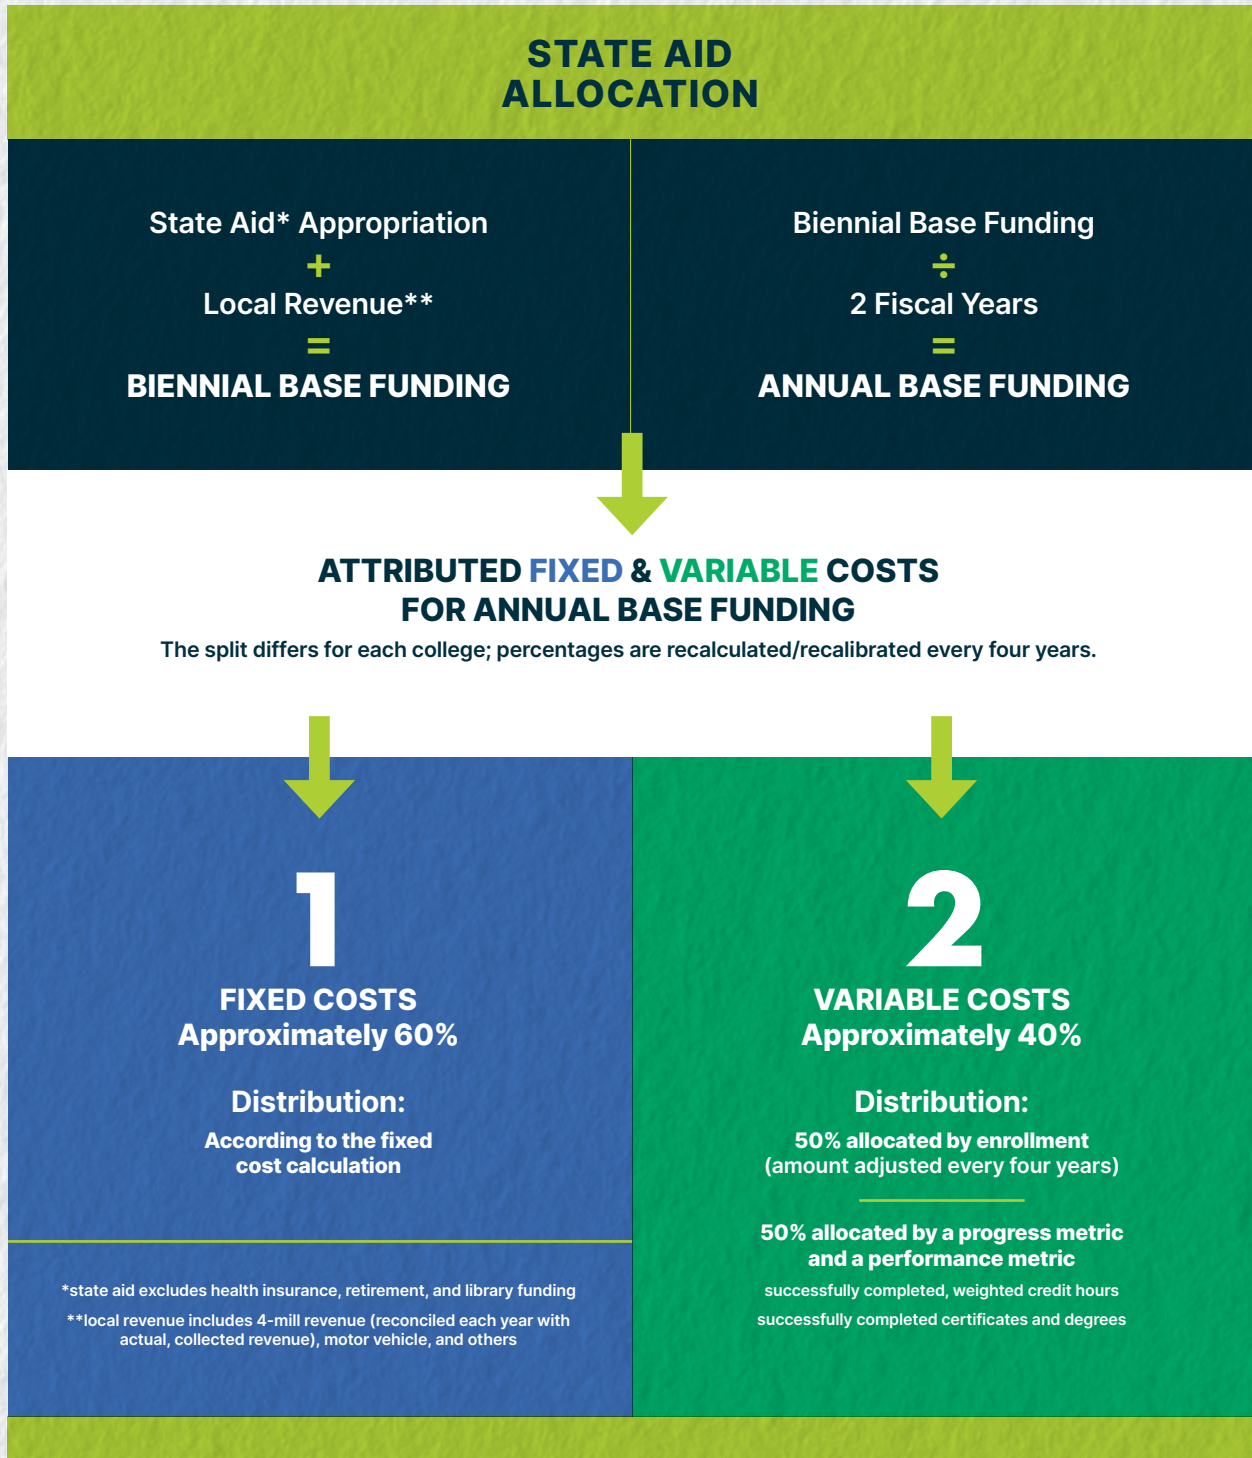 STATE AID
ALLOCATION
State Aid* Appropriation
+
Local Revenue**
=
BIENNIAL BASE FUNDING
Biennial Base Funding
÷
2 Fiscal Years
=
ANNUAL BASE FUNDING
ATTRIBUTED FIXED & VARIABLE COSTS
FOR ANNUAL BASE FUNDING
The split differs for each college; percentages are recalculated/recalibrated every four years.
1
FIXED COSTS
Approximately 60%
Distribution:
According to the fixed
cost calculation
*state aid excludes health insurance, retirement, and library funding
**local revenue includes 4-mill revenue (reconciled each year with
actual, collected revenue), motor vehicle, and others
2
VARIABLE COSTS
Approximately 40%
Distribution:
50% allocated by enrollment
(amount adjusted every four years)
50% allocated by a progress metric
and a performance metric
successfully completed, weighted credit hours
successfully completed certificates and degrees